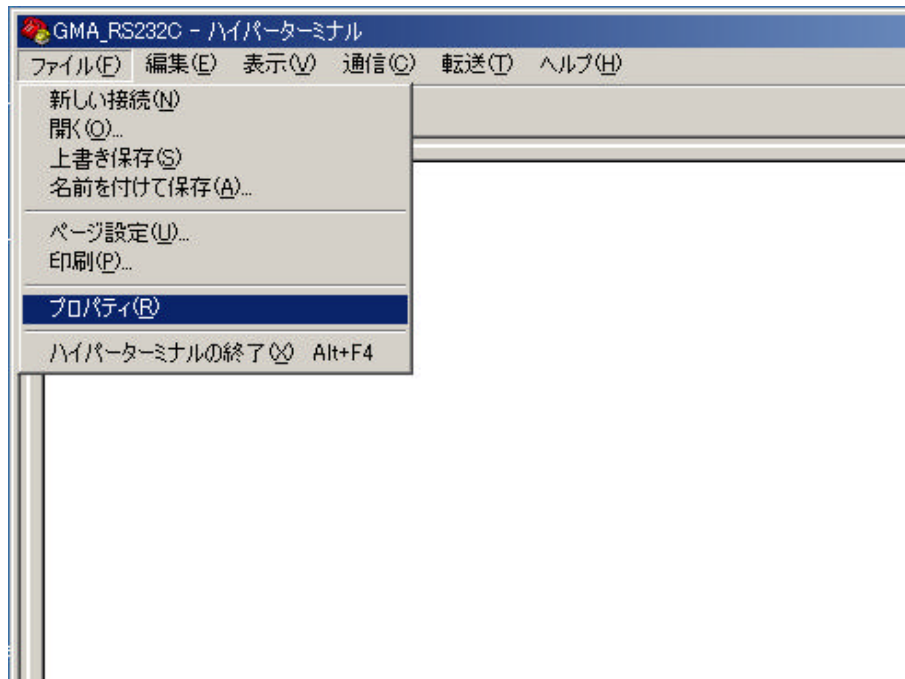 GMA_RS232C - ハイパーターミナル
ファイル(F) 編集(E) 表示(V) 通信(C) 転送(T) ヘルプ(H)
新しい接続(N)
開く(O)...
上書き保存(S)
名前を付けて保存(A)...
ページ設定(U)...
印刷(P)...
プロパティ(R)
ハイパーターミナルの終了(X) Alt+F4